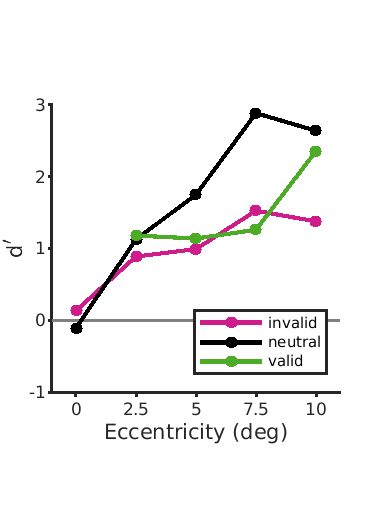 3
2
1
0
-1
d′
0 2.5 5 7.5 10
Eccentricity (deg)
invalid
neutral
valid